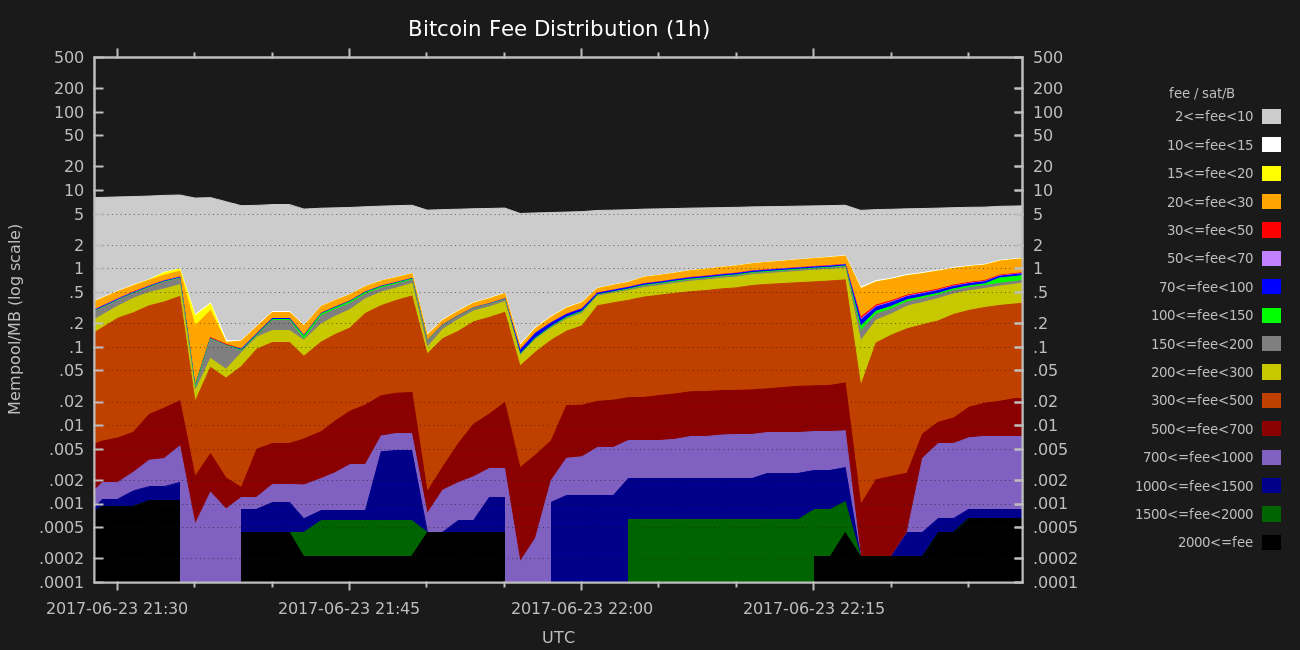 Bitcoin Fee Distribution (1h)
500 500
200 200
100 100
50 50
20 20
10 10
5 5
2 2
1 1
.5 .5
.2 .2
.1 .1
.05 .05
.02 .02
.01 .01
.005 .005
.002 .002
.001 .001
.0005 .0005
.0002 .0002
.0001 .0001
Mempool/MB (log scale)
2017-06-23 21:30 2017-06-23 21:45 2017-06-23 22:00 2017-06-23 22:15
UTC
fee / sat/B
2<=fee<10
10<=fee<15
15<=fee<20
20<=fee<30
30<=fee<50
50<=fee<70
70<=fee<100
100<=fee<150
150<=fee<200
200<=fee<300
300<=fee<500
500<=fee<700
700<=fee<1000
1000<=fee<1500
1500<=fee<2000
2000<=fee